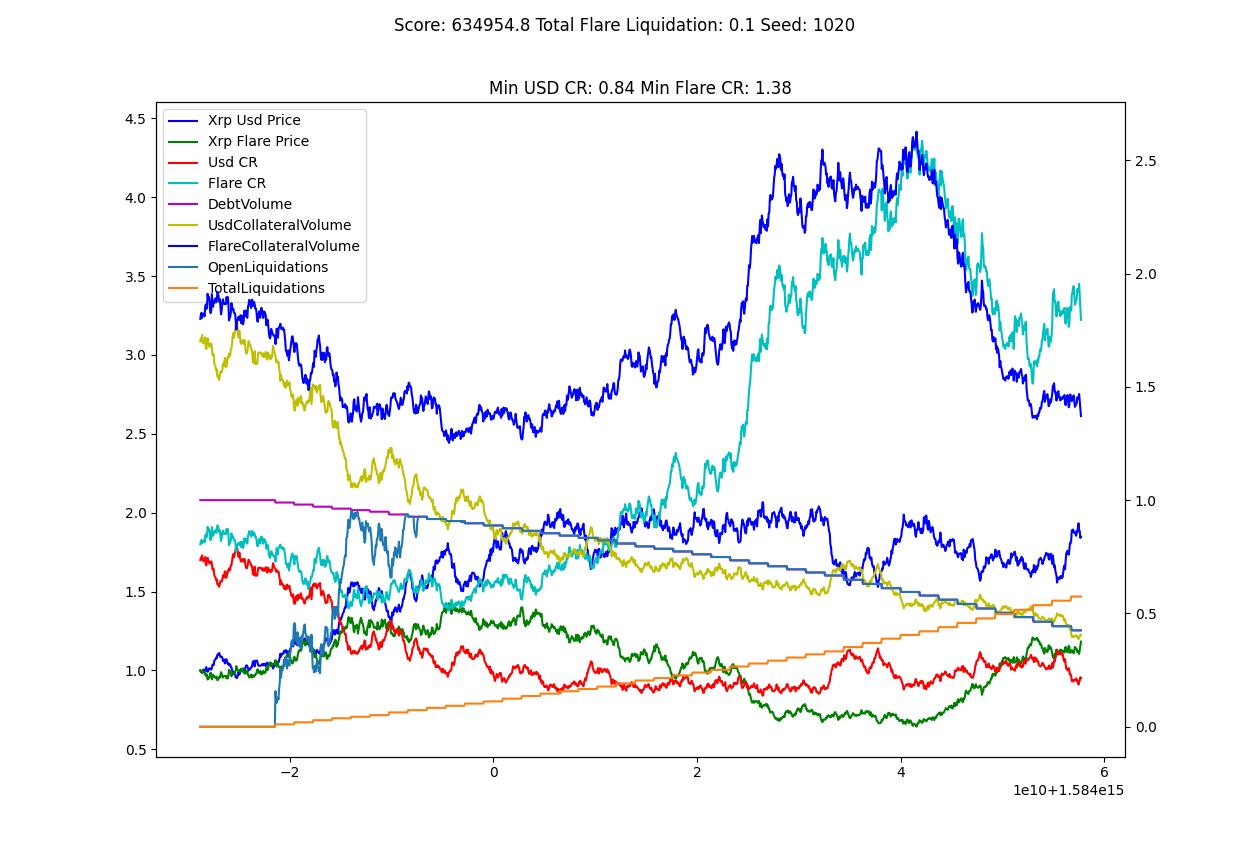 Score: 634954.8 Total Flare Liquidation: 0.1 Seed: 1020
Min USD CR: 0.84 Min Flare CR: 1.38
Xrp Usd Price
Xrp Flare Price
Usd CR
Flare CR
DebtVolume
UsdCollateralVolume
FlareCollateralVolume
OpenLiquidations
TotalLiquidations
4.5
4.0
3.5
3.0
2.5
2.0
1.5
1.0
0.5
2.5
2.0
1.5
1.0
0.5
0.0
−2 0 2 4 6
1e10+1.584e15